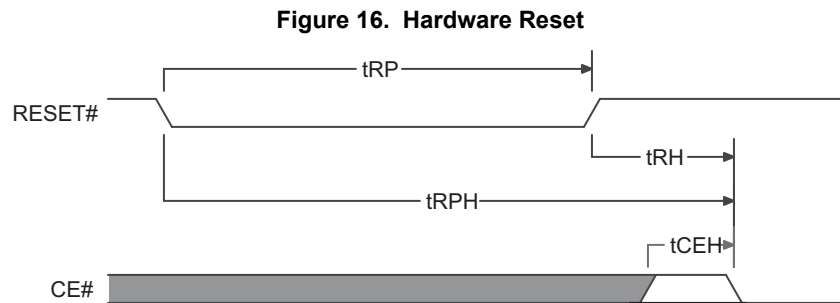 Figure 16. Hardware Reset
tRP
RESET#
tRH
tRPH
tCEH
CE#